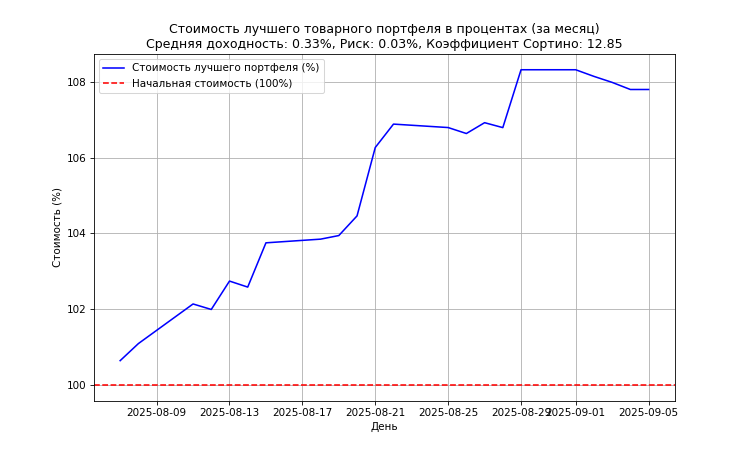 Стоимость лучшего товарного портфеля в процентах (за месяц)
Средняя доходность: 0.33%, Риск: 0.03%, Коэффициент Сортино: 12.85
Стоимость лучшего портфеля (%)
Начальная стоимость (100%)
Стоимость (%)
108
106
104
102
100
2025-08-09 2025-08-13 2025-08-17 2025-08-21 2025-08-25 2025-08-29 2025-09-01 2025-09-05
День